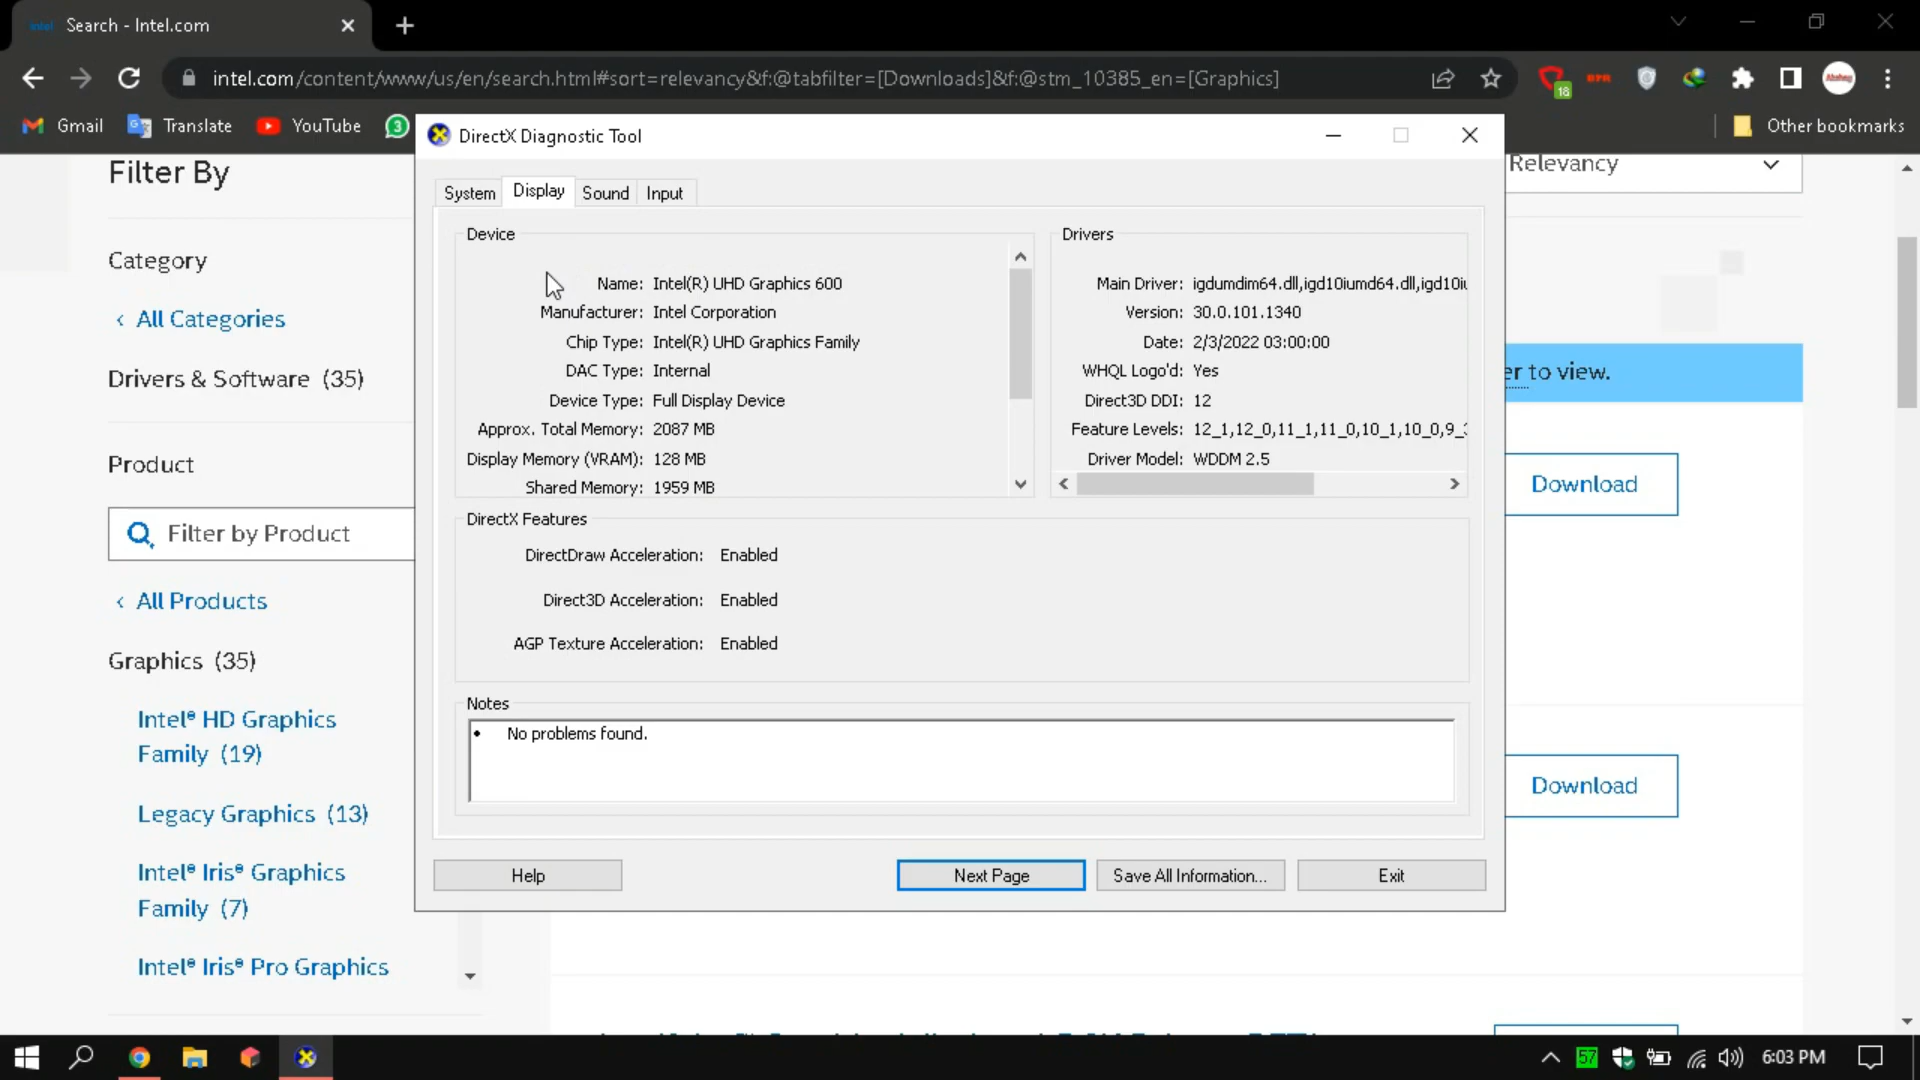 intel Search - Intel.com
intel.com/content/www/us/en/search.html#sort=relevancy&f:@tabfilter=[Downloads]&f:@stm_10385_en=[Graphics]
18
Gmail Translate YouTube 3 Other bookmarks
DirectX Diagnostic Tool
Filter By
Relevancy
System Display Sound Input
Device
Drivers
Category
Name: Intel(R) UHD Graphics 600
Main Driver: igdumdim64.dll,igd10iumd64.dll,igd10iu
‹ All Categories
Manufacturer: Intel Corporation
Version: 30.0.101.1340
Chip Type: Intel(R) UHD Graphics Family
Date: 2/3/2022 03:00:00
Drivers & Software (35)
DAC Type: Internal
WHQL Logo'd: Yes
er to view.
Device Type: Full Display Device
Direct3D DDI: 12
Approx. Total Memory: 2087 MB
Feature Levels: 12_1,12_0,11_1,11_0,10_1,10_0,9_3
Product
Display Memory (VRAM): 128 MB
Driver Model: WDDM 2.5
Shared Memory: 1959 MB
Download
Filter by Product
DirectX Features
DirectDraw Acceleration: Enabled
‹ All Products
Direct3D Acceleration: Enabled
Graphics (35)
AGP Texture Acceleration: Enabled
Intel® HD Graphics
Family (19)
Notes
• No problems found.
Download
Legacy Graphics (13)
Intel® Iris® Graphics
Family (7)
Help Next Page Save All Information... Exit
Intel® Iris® Pro Graphics
57 6:03 PM